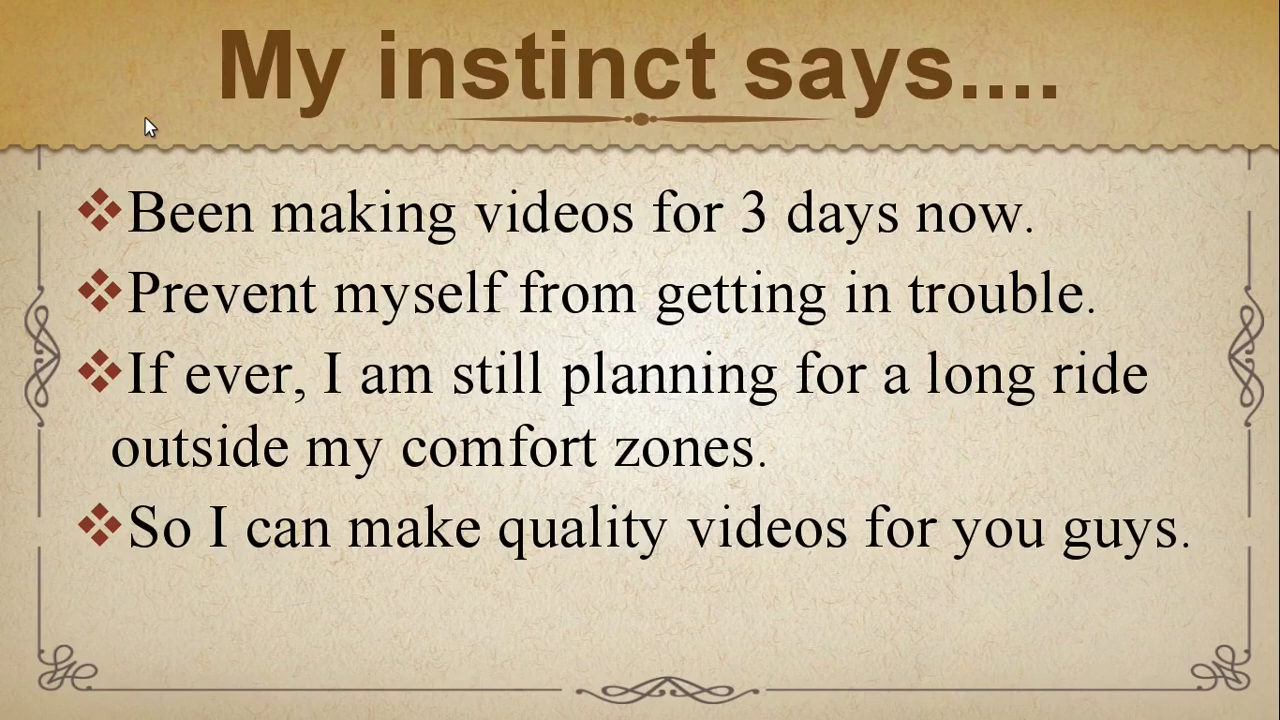 My instinct says....
Been making videos for 3 days now.
Prevent myself from getting in trouble.
If ever, I am still planning for a long ride
outside my comfort zones.
So I can make quality videos for you guys.